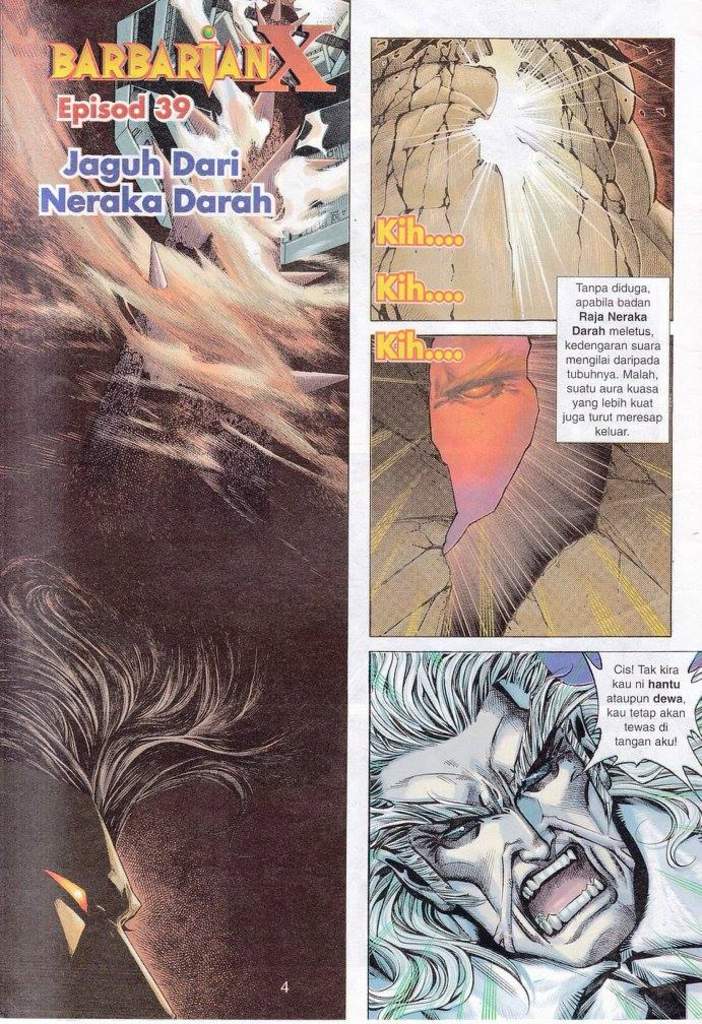 BARBARIAN X
Episod 39
Jaguh Dari
Neraka Darah
Kih....
Kih....
Kih....
Tanpa diduga,
apabila badan
Raja Neraka
Darah meletus,
kedengaran suara
mengilai daripada
tubuhnya. Malah,
suatu aura kuasa
yang lebih kuat
juga turut meresap
keluar.
Cis! Tak kira
kau ni hantu
ataupun dewa,
kau tetap akan
tewas di
tangan aku!
4